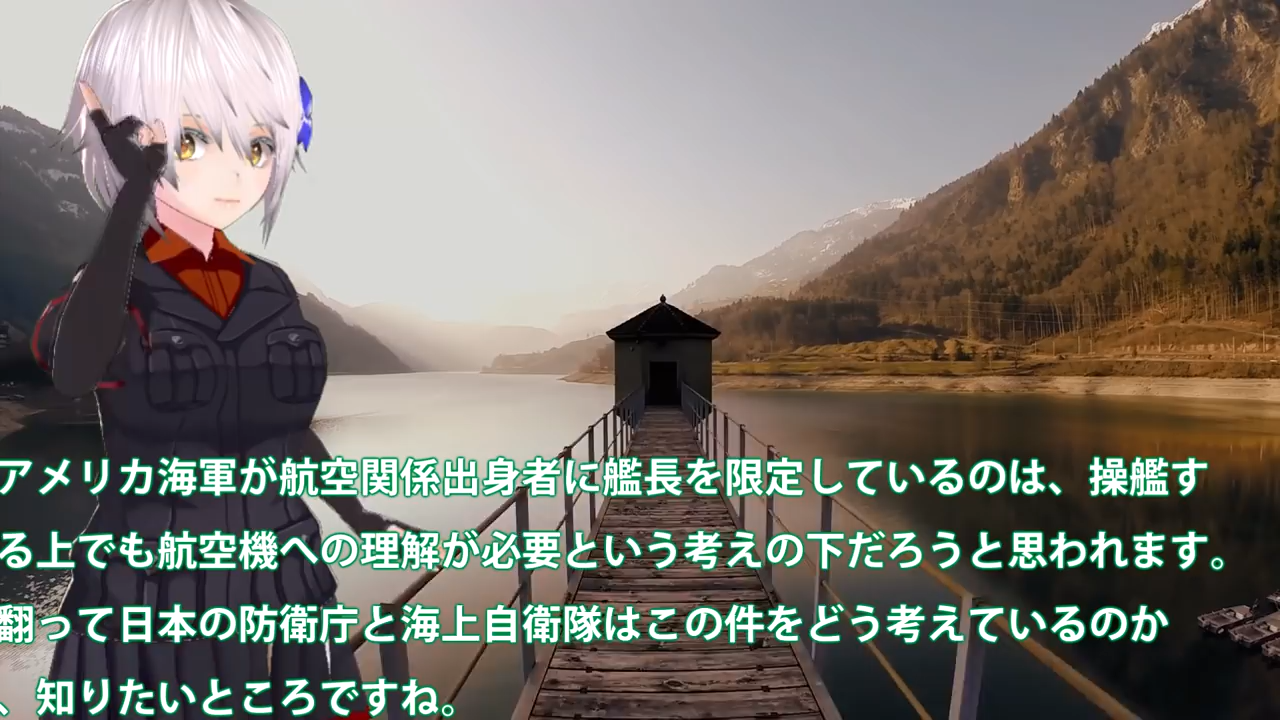 アメリカ海軍が航空関係出身者に艦長を限定しているのは、操艦す
る上でも航空機への理解が必要という考えの下だろうと思われます。
翻って日本の防衛庁と海上自衛隊はこの件をどう考えているのか
、知りたいところですね。